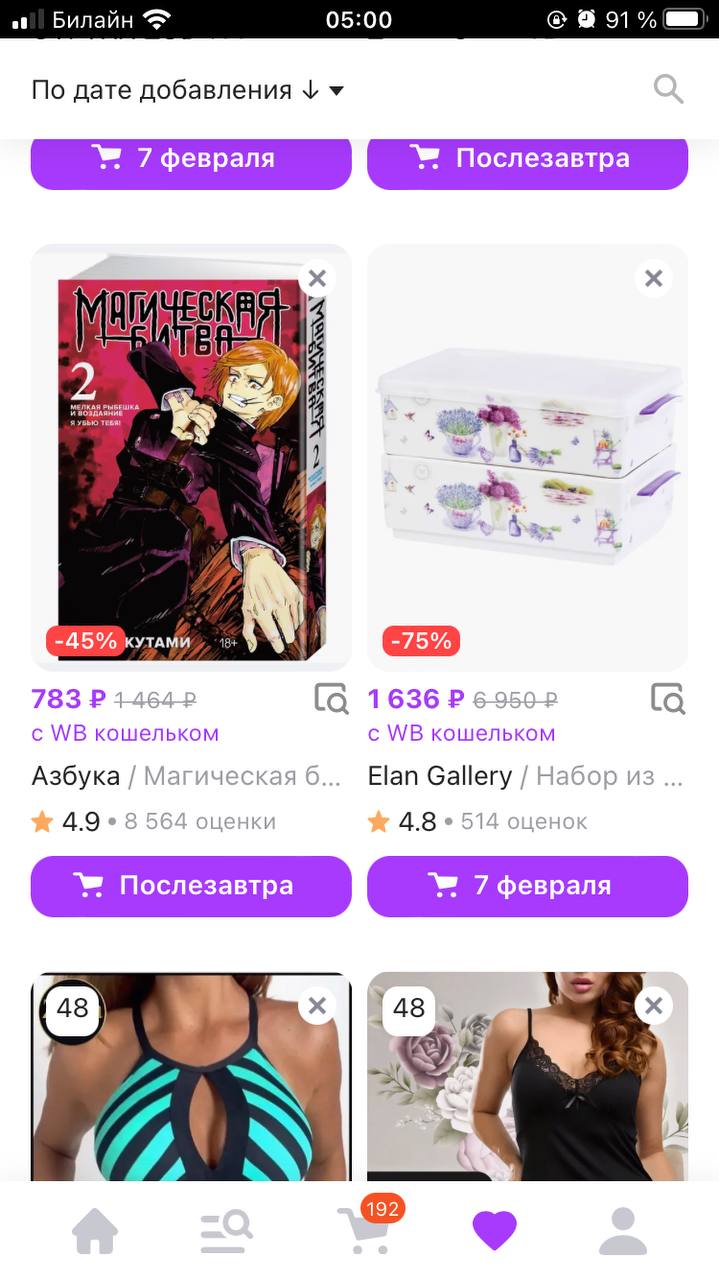 Билайн 05:00 91 %
По дате добавления ↓
7 февраля
Послезавтра
МАГИЧЕСКАЯ
БИТВА
2
МЕЛКАЯ РЫБЕШКА
И ВОЗДАЯНИЕ
Я УБЬЮ ТЕБЯ!
МАГИЧЕСКАЯ
БИТВА
2
КУТАМИ
18+
-45%
-75%
783 ₽ 1 464 ₽
с WB кошельком
Азбука / Магическая б...
4.9 • 8 564 оценки
Послезавтра
1 636 ₽ 6 950 ₽
с WB кошельком
Elan Gallery / Набор из ...
4.8 • 514 оценок
7 февраля
48
48
192